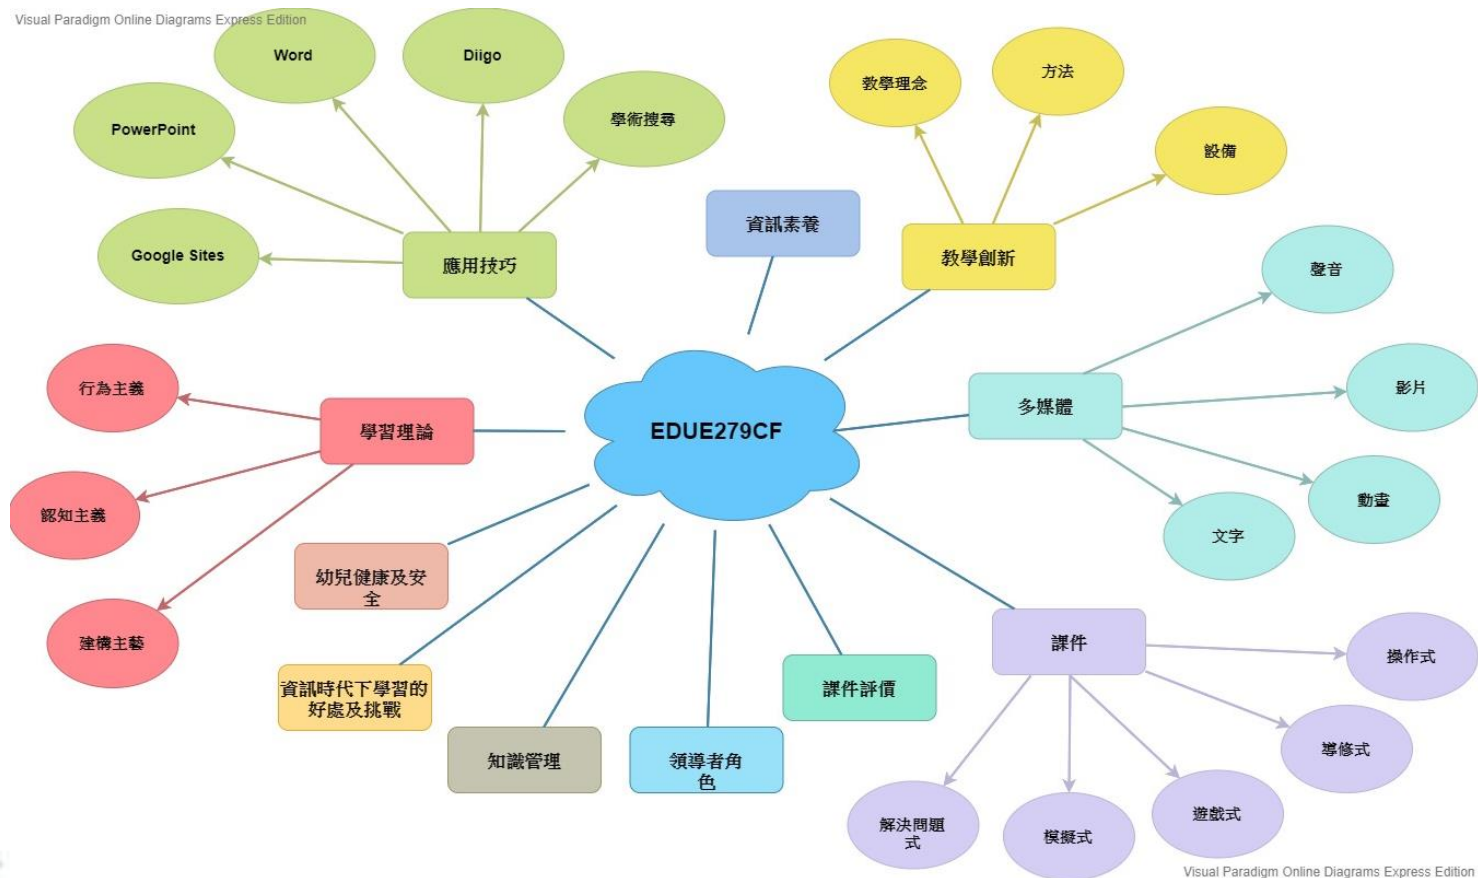 Visual Paradigm Online Diagrams Express Edition
Word
Diigo
PowerPoint
學術搜尋
Google Sites
應用技巧
資訊素養
教學理念
方法
設備
教學創新
聲音
影片
多媒體
動畫
文字
EDUE279CF
行為主義
學習理論
認知主義
建構主藝
幼兒健康及安
全
資訊時代下學習的
好處及挑戰
知識管理
領導者角
色
課件評價
課件
操作式
導修式
遊戲式
模擬式
解決問題
式
Visual Paradigm Online Diagrams Express Edition